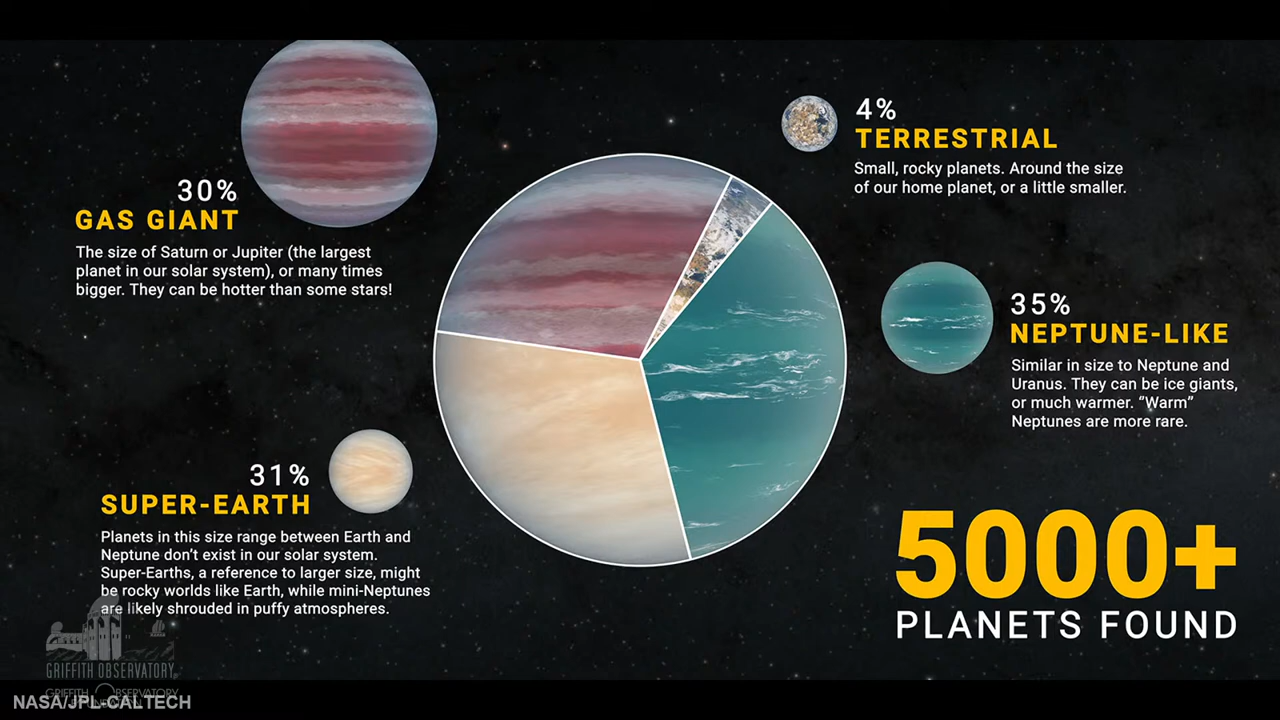 30%
GAS GIANT
The size of Saturn or Jupiter (the largest
planet in our solar system), or many times
bigger. They can be hotter than some stars!
4%
TERRESTRIAL
Small, rocky planets. Around the size
of our home planet, or a little smaller.
35%
NEPTUNE-LIKE
Similar in size to Neptune and
Uranus. They can be ice giants,
or much warmer. “Warm”
Neptunes are more rare.
31%
SUPER-EARTH
Planets in this size range between Earth and
Neptune don’t exist in our solar system.
Super-Earths, a reference to larger size, might
be rocky worlds like Earth, while mini-Neptunes
are likely shrouded in puffy atmospheres.
5000+
PLANETS FOUND
GRIFFITH OBSERVATORY
GRIFFITH OBSERVATORY
NASA/JPL-CALTECH